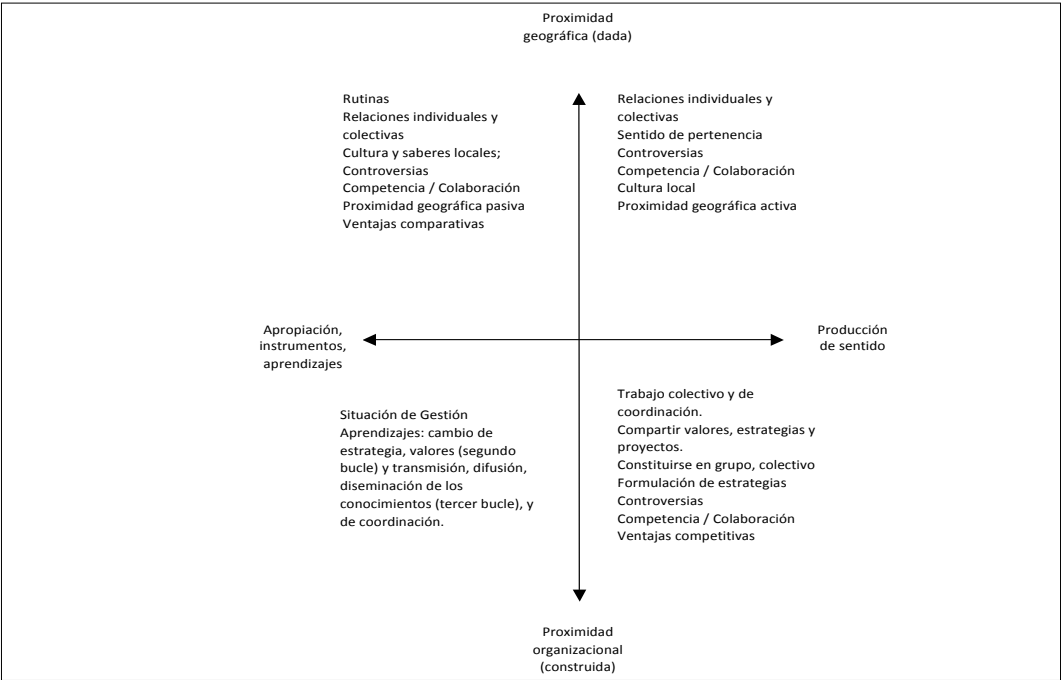 Proximidad
geográfica (dada)
Rutinas
Relaciones individuales y
colectivas
Cultura y saberes locales;
Controversias
Competencia / Colaboración
Proximidad geográfica pasiva
Ventajas comparativas
Relaciones individuales y
colectivas
Sentido de pertenencia
Controversias
Competencia / Colaboración
Cultura local
Proximidad geográfica activa
Apropiación,
instrumentos,
aprendizajes
Producción
de sentido
Situación de Gestión
Aprendizajes: cambio de
estrategia, valores (segundo
bucle) y transmisión, difusión,
diseminación de los
conocimientos (tercer bucle), y
de coordinación.
Trabajo colectivo y de
coordinación.
Compartir valores, estrategias y
proyectos.
Constituirse en grupo, colectivo
Formulación de estrategias
Controversias
Competencia / Colaboración
Ventajas competitivas
Proximidad
organizacional
(construida)